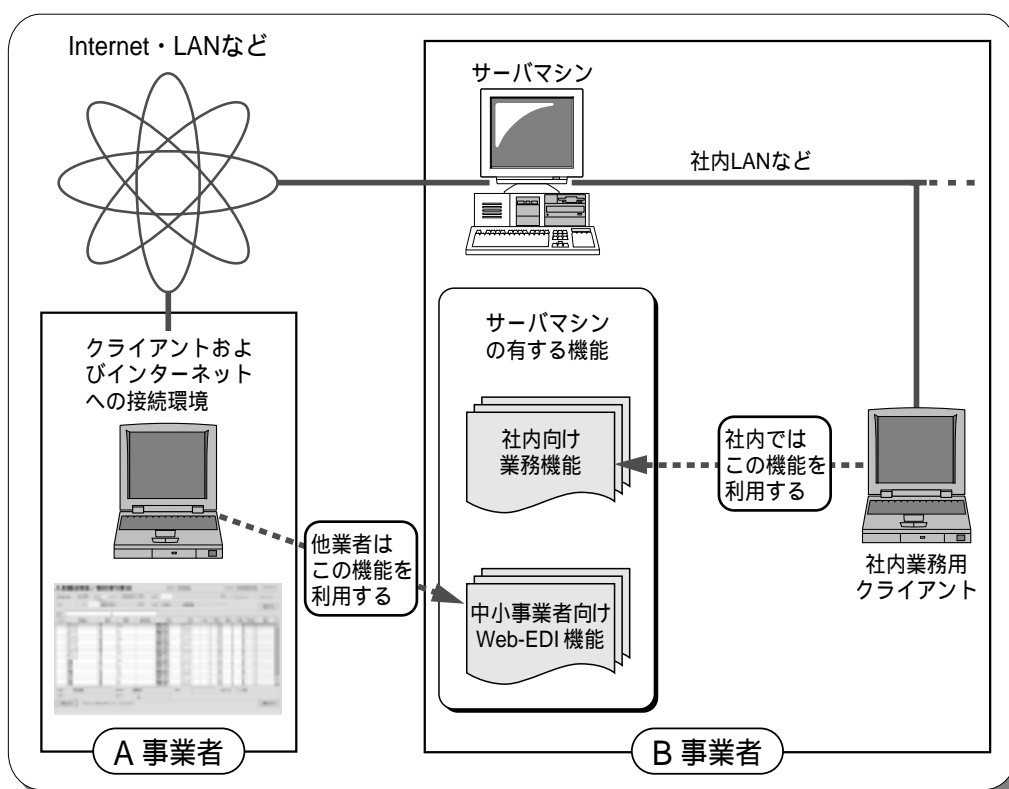 Internet・LANなど
サーバマシン
社内LANなど
クライアントおよ
びインターネット
への接続環境
サーバマシン
の有する機能
社内向け
業務機能
社内では
この機能を
利用する
他業者は
この機能を
利用する
社内業務用
クライアント
中小事業者向け
Web-EDI 機能
A 事業者
B 事業者